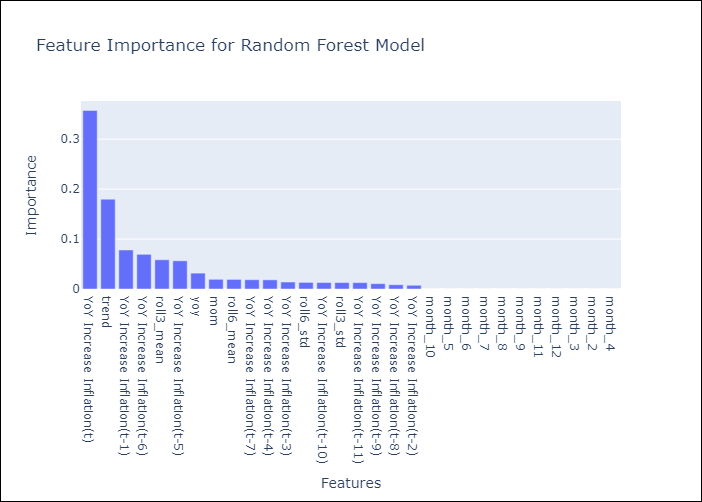 Feature Importance for Random Forest Model
Importance
0.3
0.2
0.1
0
YoY Increase Inflation(t)
trend
YoY Increase Inflation(t-1)
YoY Increase Inflation(t-6)
roll3_mean
YoY Increase Inflation(t-5)
yoy
mom
roll6_mean
YoY Increase Inflation(t-7)
YoY Increase Inflation(t-4)
YoY Increase Inflation(t-3)
roll6_std
YoY Increase Inflation(t-10)
roll3_std
YoY Increase Inflation(t-11)
YoY Increase Inflation(t-9)
YoY Increase Inflation(t-8)
YoY Increase Inflation(t-2)
month_10
month_5
month_6
month_7
month_8
month_9
month_11
month_12
month_3
month_2
month_4
Features